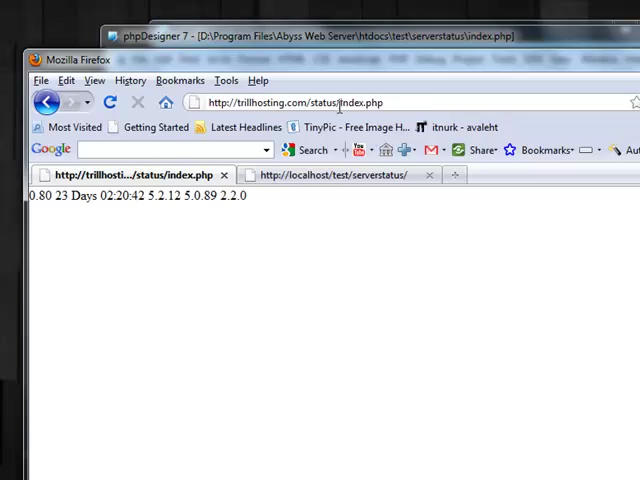 phpDesigner 7 - [D:\Program Files\Abyss Web Server\htdocs\test\serverstatus\index.php]
Mozilla Firefox
File Edit View History Bookmarks Tools Help
http://trillhosting.com/status/index.php
Most Visited Getting Started Latest Headlines TinyPic - Free Image H... itnurk - avaleht
Google Search Share Bookmarks Aut
http://trillhosti.../status/index.php http://localhost/test/serverstatus/
0.80 23 Days 02:20:42 5.2.12 5.0.89 2.2.0